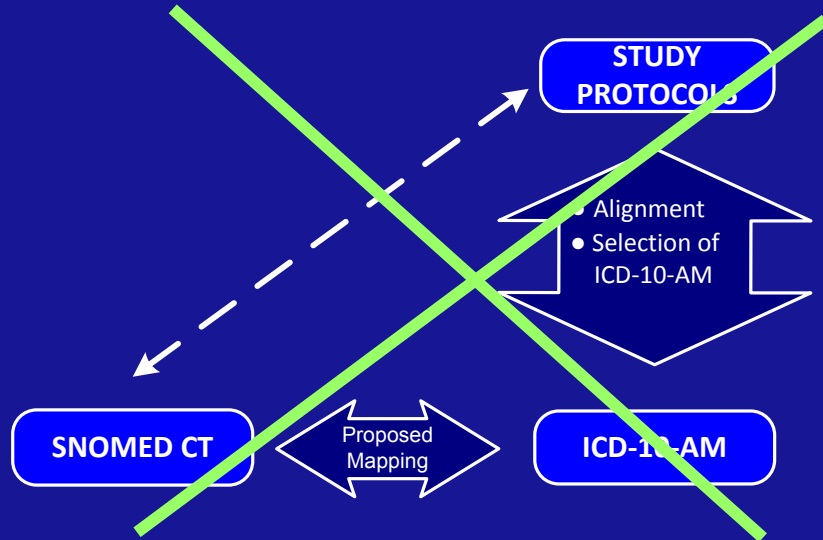 STUDY
PROTOCOLS
● Alignment
● Selection of
ICD-10-AM
SNOMED CT
Proposed
Mapping
ICD-10-AM